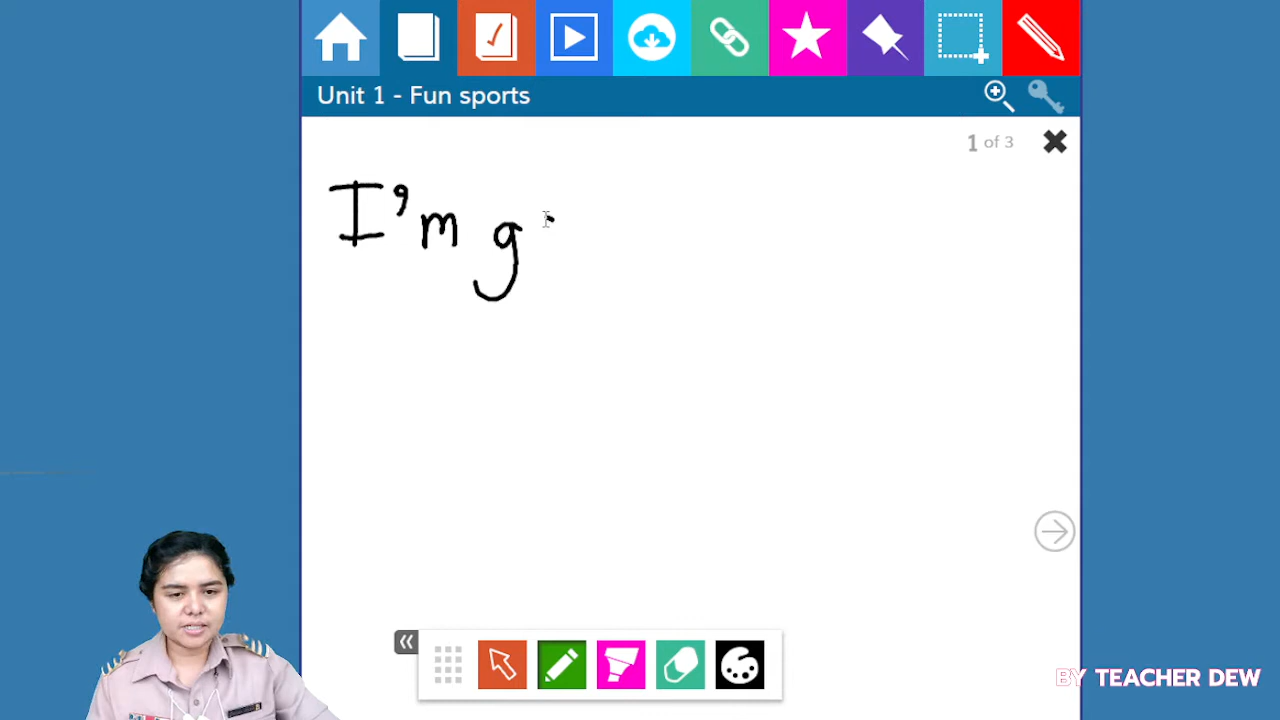 Unit 1 - Fun sports
1 of 3
I'm g
BY TEACHER DEW